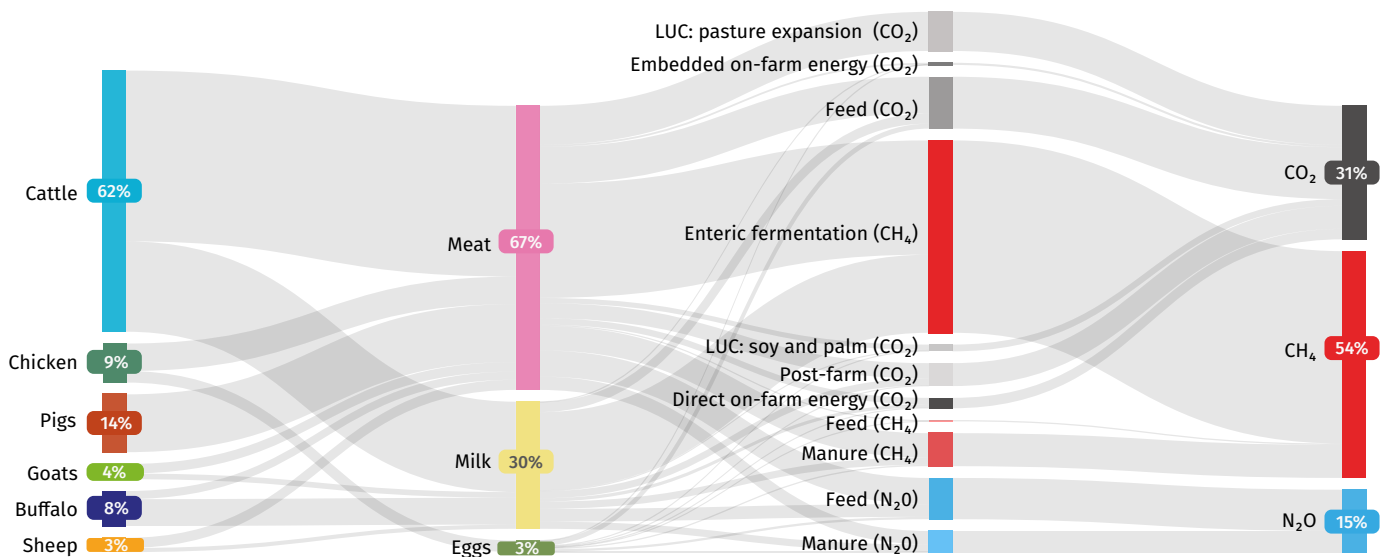 Cattle
62%
Chicken
9%
Pigs
14%
Goats
4%
Buffalo
8%
Sheep
3%
Meat
67%
Milk
30%
Eggs
3%
LUC: pasture expansion (CO₂)
Embedded on-farm energy (CO₂)
Feed (CO₂)
Enteric fermentation (CH₄)
LUC: soy and palm (CO₂)
Post-farm (CO₂)
Direct on-farm energy (CO₂)
Feed (CH₄)
Manure (CH₄)
Feed (N₂0)
Manure (N₂0)
CO₂
31%
CH₄
54%
N₂O
15%